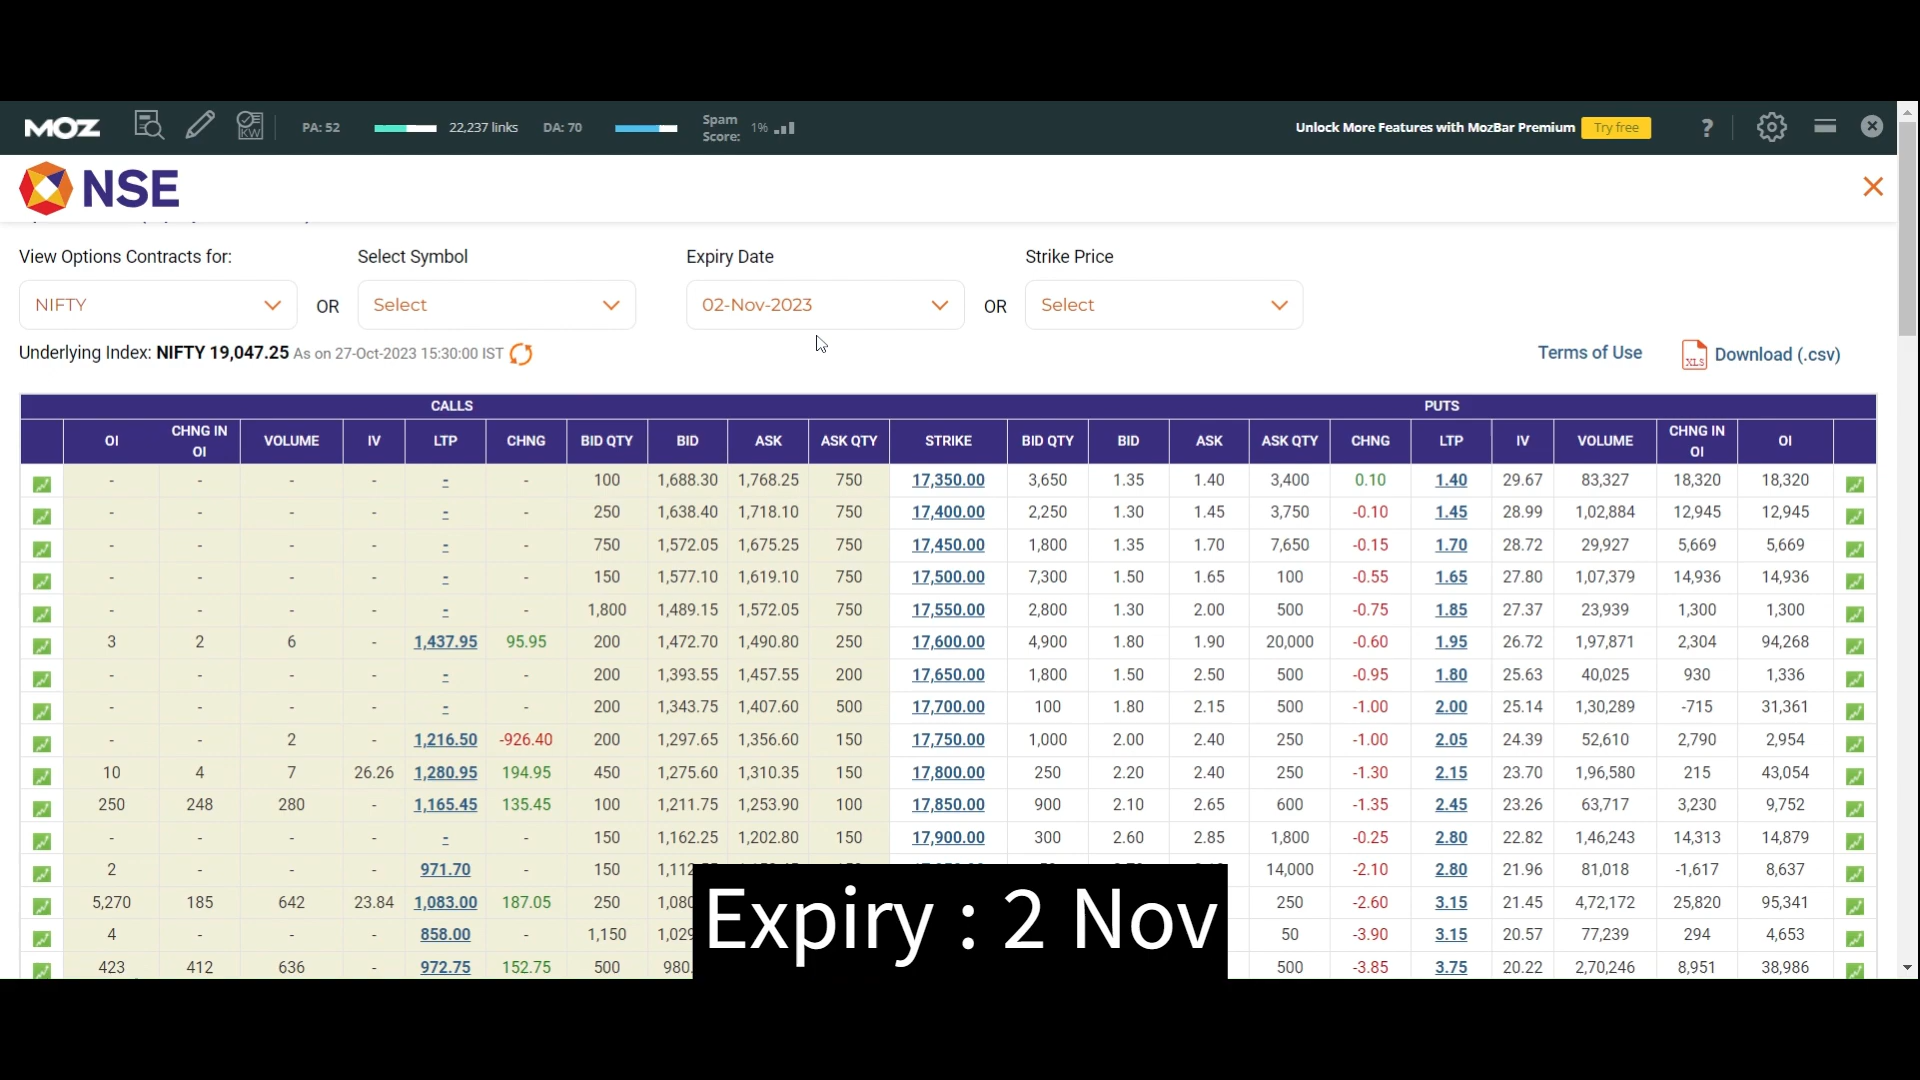 MOZ KW PA: 52 22,237 links DA: 70 Spam Score: 1% Unlock More Features with MozBar Premium Try free ?
NSE
View Options Contracts for: Select Symbol Expiry Date Strike Price
NIFTY OR Select 02-Nov-2023 OR Select
Underlying Index: NIFTY 19,047.25 As on 27-Oct-2023 15:30:00 IST Terms of Use XLS Download (.csv)
CALLS PUTS
OI CHNG IN OI VOLUME IV LTP CHNG BID QTY BID ASK ASK QTY STRIKE BID QTY BID ASK ASK QTY CHNG LTP IV VOLUME CHNG IN OI OI
- - - - - - 100 1,688.30 1,768.25 750 17,350.00 3,650 1.35 1.40 3,400 0.10 1.40 29.67 83,327 18,320 18,320
- - - - - - 250 1,638.40 1,718.10 750 17,400.00 2,250 1.30 1.45 3,750 -0.10 1.45 28.99 1,02,884 12,945 12,945
- - - - - - 750 1,572.05 1,675.25 750 17,450.00 1,800 1.35 1.70 7,650 -0.15 1.70 28.72 29,927 5,669 5,669
- - - - - - 150 1,577.10 1,619.10 750 17,500.00 7,300 1.50 1.65 100 -0.55 1.65 27.80 1,07,379 14,936 14,936
- - - - - - 1,800 1,489.15 1,572.05 750 17,550.00 2,800 1.30 2.00 500 -0.75 1.85 27.37 23,939 1,300 1,300
3 2 6 - 1,437.95 95.95 200 1,472.70 1,490.80 250 17,600.00 4,900 1.80 1.90 20,000 -0.60 1.95 26.72 1,97,871 2,304 94,268
- - - - - - 200 1,393.55 1,457.55 200 17,650.00 1,800 1.50 2.50 500 -0.95 1.80 25.63 40,025 930 1,336
- - - - - - 200 1,343.75 1,407.60 500 17,700.00 100 1.80 2.15 500 -1.00 2.00 25.14 1,30,289 -715 31,361
- - 2 - 1,216.50 -926.40 200 1,297.65 1,356.60 150 17,750.00 1,000 2.00 2.40 250 -1.00 2.05 24.39 52,610 2,790 2,954
10 4 7 26.26 1,280.95 194.95 450 1,275.60 1,310.35 150 17,800.00 250 2.20 2.40 250 -1.30 2.15 23.70 1,96,580 215 43,054
250 248 280 - 1,165.45 135.45 100 1,211.75 1,253.90 100 17,850.00 900 2.10 2.65 600 -1.35 2.45 23.26 63,717 3,230 9,752
- - - - - - 150 1,162.25 1,202.80 150 17,900.00 300 2.60 2.85 1,800 -0.25 2.80 22.82 1,46,243 14,313 14,879
2 - - - 971.70 - 150 14,000 -2.10 2.80 21.96 81,018 -1,617 8,637
5,270 185 642 23.84 1,083.00 187.05 250 250 -2.60 3.15 21.45 4,72,172 25,820 95,341
4 - - - 858.00 - 1,150 50 -3.90 3.15 20.57 77,239 294 4,653
423 412 636 - 972.75 152.75 500 980. 500 -3.85 3.75 20.22 2,70,246 8,951 38,986
Expiry : 2 Nov